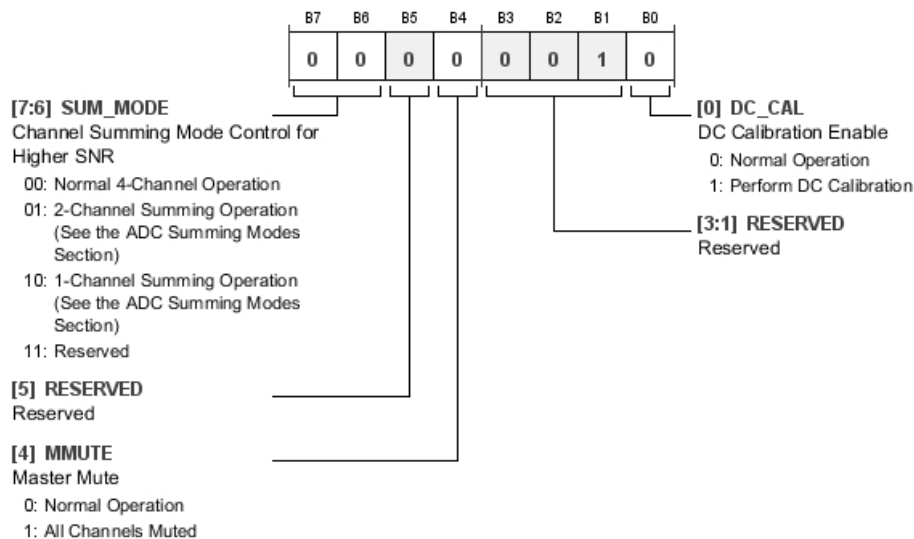 B7 B6 B5 B4 B3 B2 B1 B0
0 0 0 0 0 0 1 0
[7:6] SUM_MODE
Channel Summing Mode Control for
Higher SNR
00: Normal 4-Channel Operation
01: 2-Channel Summing Operation
(See the ADC Summing Modes
Section)
10: 1-Channel Summing Operation
(See the ADC Summing Modes
Section)
11: Reserved
[5] RESERVED
Reserved
[4] MMUTE
Master Mute
0: Normal Operation
1: All Channels Muted
[0] DC_CAL
DC Calibration Enable
0: Normal Operation
1: Perform DC Calibration
[3:1] RESERVED
Reserved